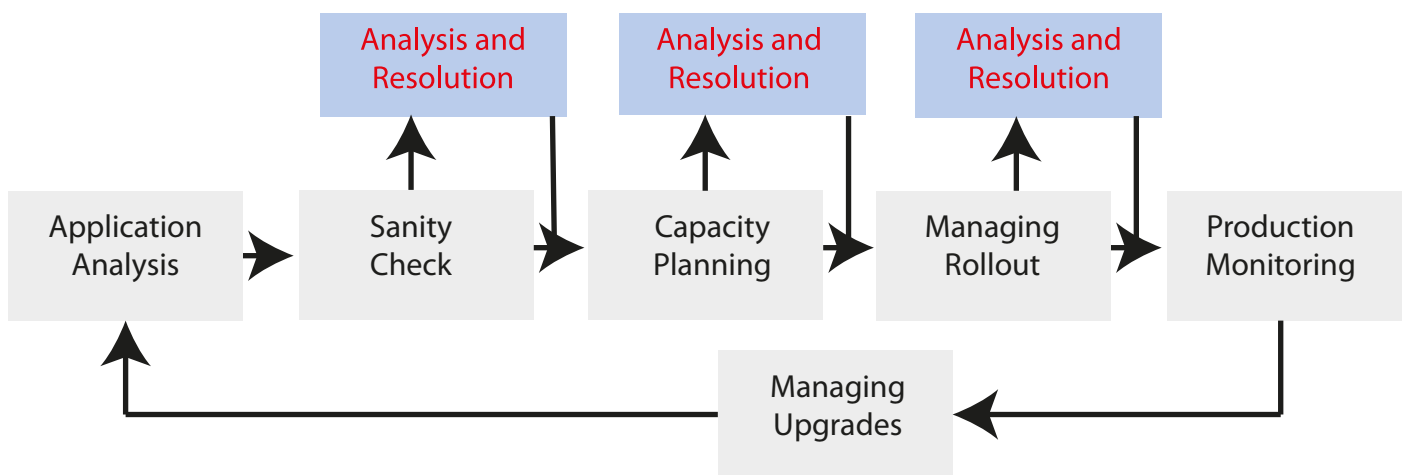 Analysis and
Resolution
Analysis and
Resolution
Analysis and
Resolution
Application
Analysis
Sanity
Check
Capacity
Planning
Managing
Rollout
Production
Monitoring
Managing
Upgrades